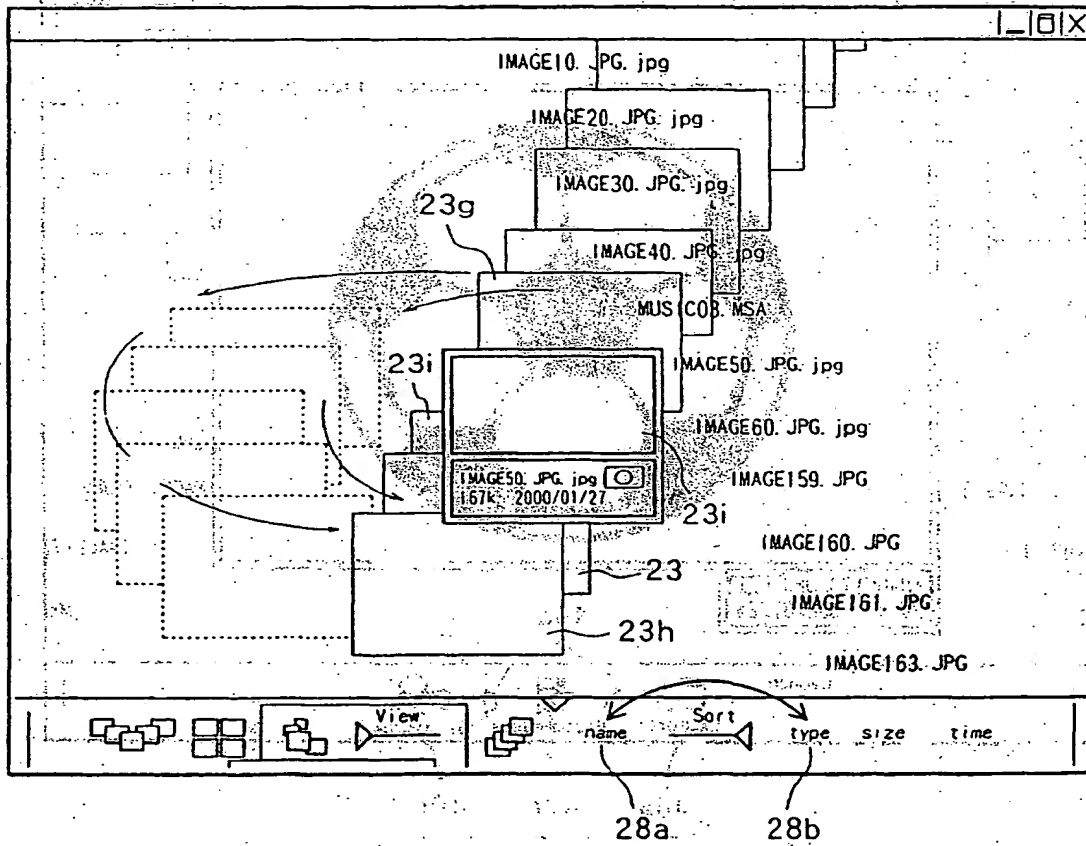 IMAGE10. JPG. jpg
IMAGE20. JPG. jpg
IMAGE30. JPG. jpg
23g
IMAGE40. JPG. jpg
MUSIC03. MSA
IMAGE50. JPG. jpg
23i
IMAGE60. JPG. jpg
IMAGE50. JPG. jpg
167k 2000/01/27
IMAGE159. JPG
23i
IMAGE160. JPG
23
IMAGE161. JPG
23h
IMAGE163. JPG
View
Sort
name
type size time
28a 28b